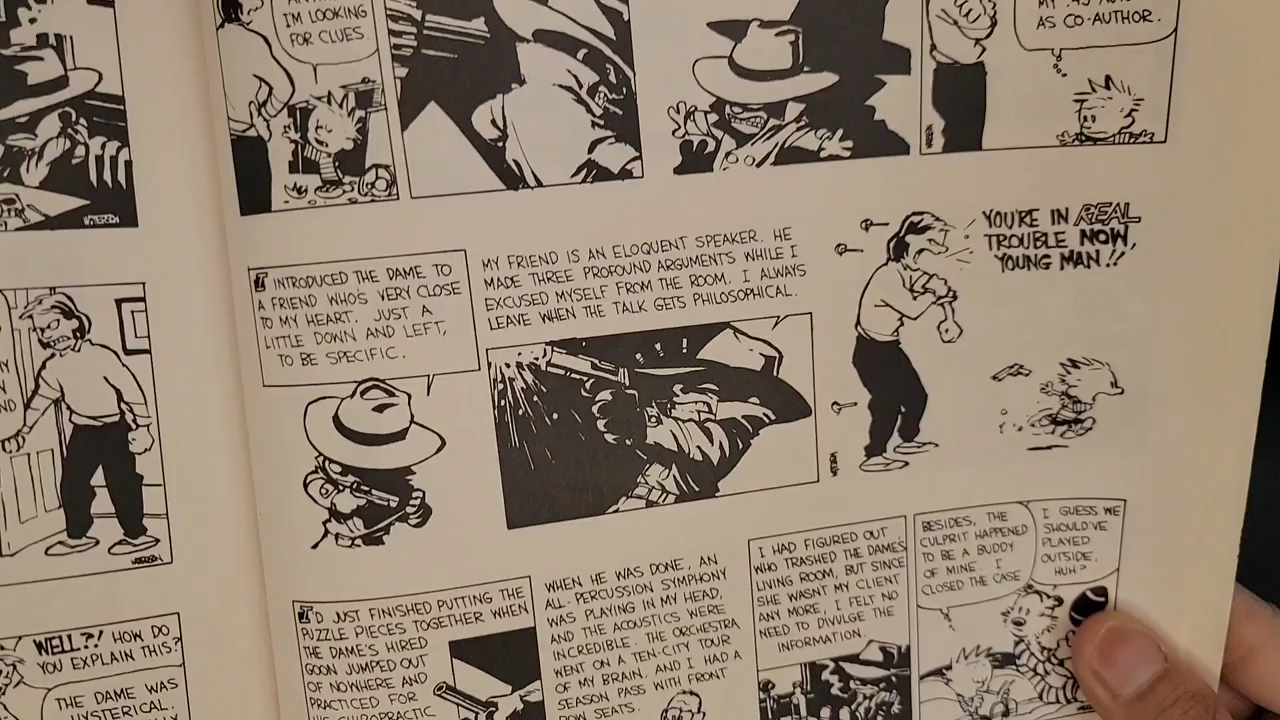 I'M LOOKING
FOR CLUES
AS CO-AUTHOR.
WATTERSON
I INTRODUCED THE DAME TO
A FRIEND WHO'S VERY CLOSE
TO MY HEART. JUST A
LITTLE DOWN AND LEFT,
TO BE SPECIFIC.
MY FRIEND IS AN ELOQUENT SPEAKER. HE
MADE THREE PROFOUND ARGUMENTS WHILE I
EXCUSED MYSELF FROM THE ROOM. I ALWAYS
LEAVE WHEN THE TALK GETS PHILOSOPHICAL.
YOU'RE IN REAL
TROUBLE NOW,
YOUNG MAN!!
WELL?! HOW DO
YOU EXPLAIN THIS?
THE DAME WAS
HYSTERICAL.
I'D JUST FINISHED PUTTING THE
PUZZLE PIECES TOGETHER WHEN
THE DAME'S HIRED
GOON JUMPED OUT
OF NOWHERE AND
PRACTICED FOR
HIS CHIROPRACTIC
WHEN HE WAS DONE, AN
ALL-PERCUSSION SYMPHONY
WAS PLAYING IN MY HEAD,
AND THE ACOUSTICS WERE
INCREDIBLE. THE ORCHESTRA
WENT ON A TEN-CITY TOUR
OF MY BRAIN, AND I HAD A
SEASON PASS WITH FRONT
ROW SEATS.
I HAD FIGURED OUT
WHO TRASHED THE DAME'S
LIVING ROOM, BUT SINCE
SHE WASN'T MY CLIENT
ANY MORE, I FELT NO
NEED TO DIVULGE THE
INFORMATION.
BESIDES, THE
CULPRIT HAPPENED
TO BE A BUDDY
OF MINE. I
CLOSED THE CASE
I GUESS WE
SHOULD'VE
PLAYED
OUTSIDE,
HUH?